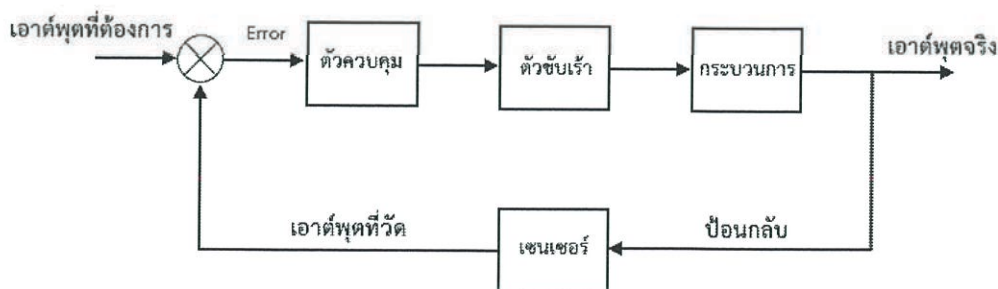 เอาต์พุตที่ต้องการ
Error
ตัวควบคุม
ตัวขับเร้า
กระบวนการ
เอาต์พุตจริง
เอาต์พุตที่วัด
เซนเซอร์
ป้อนกลับ